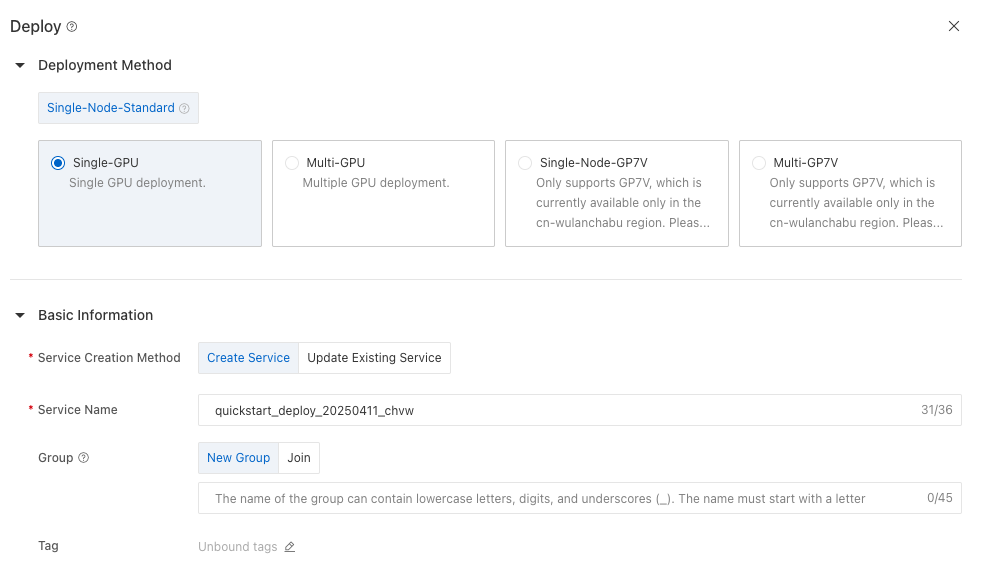 Deploy
Deployment Method
Single-Node-Standard
Single-GPU
Single GPU deployment.
Multi-GPU
Multiple GPU deployment.
Single-Node-GP7V
Only supports GP7V, which is
currently available only in the
cn-wulanchabu region. Pleas...
Multi-GP7V
Only supports GP7V, which is
currently available only in the
cn-wulanchabu region. Pleas...
Basic Information
* Service Creation Method
Create Service
Update Existing Service
* Service Name
quickstart_deploy_20250411_chvw
31/36
Group
New Group
Join
The name of the group can contain lowercase letters, digits, and underscores (_). The name must start with a letter
0/45
Tag
Unbound tags